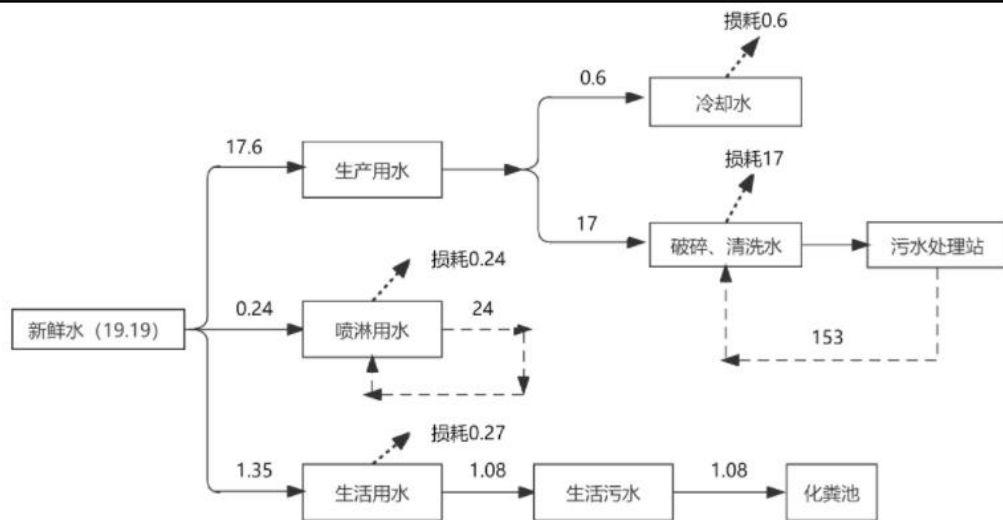 损耗0.6
0.6
冷却水
17.6
生产用水
损耗17
17
破碎、清洗水
污水处理站
153
损耗0.24
新鲜水（19.19）
0.24
喷淋用水
24
损耗0.27
1.35
生活用水
1.08
生活污水
1.08
化粪池